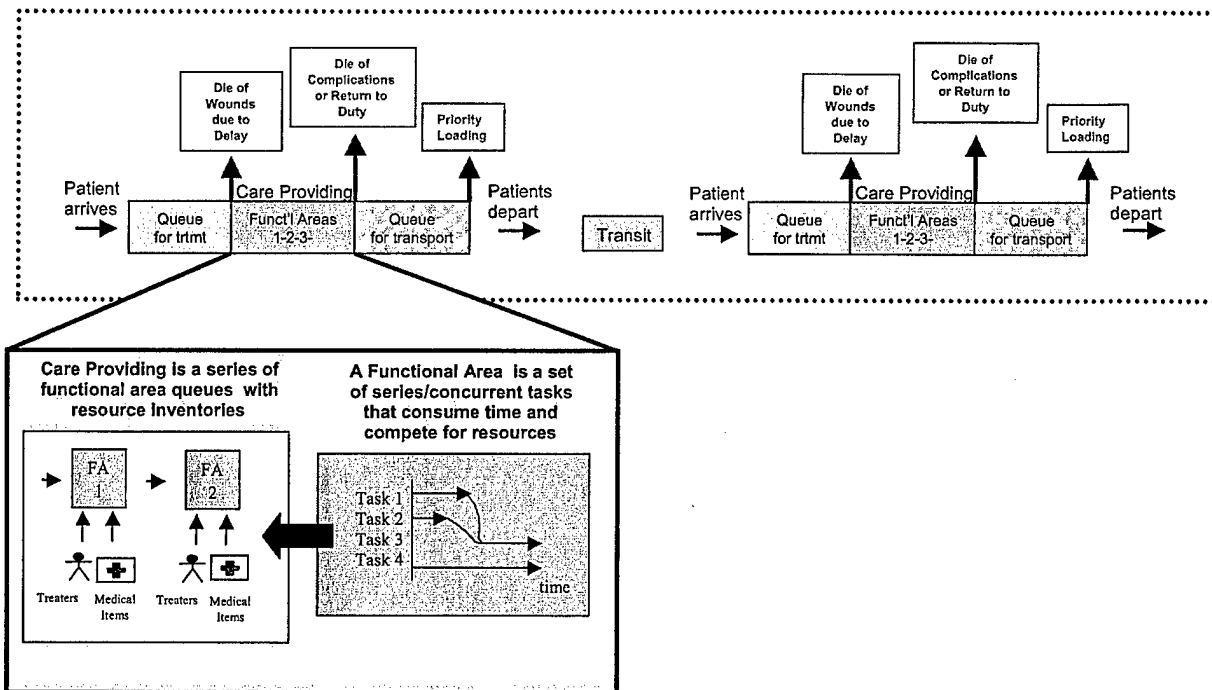 Die of
Wounds
due to
Delay
Die of
Complications
or Return to
Duty
Priority
Loading
Patient
arrives
Care Providing
Queue
for trtmt
Funct'l Areas
1-2-3-
Queue
for transport
Patients
depart
Transit
Die of
Wounds
due to
Delay
Die of
Complications
or Return to
Duty
Priority
Loading
Patient
arrives
Care Providing
Queue
for trtmt
Funct'l Areas
1-2-3-
Queue
for transport
Patients
depart
Care Providing is a series of
functional area queues with
resource inventories
FA
1
FA
2
Treaters
Medical
Items
Treaters
Medical
Items
A Functional Area is a set
of series/concurrent tasks
that consume time and
compete for resources
Task 1
Task 2
Task 3
Task 4
time